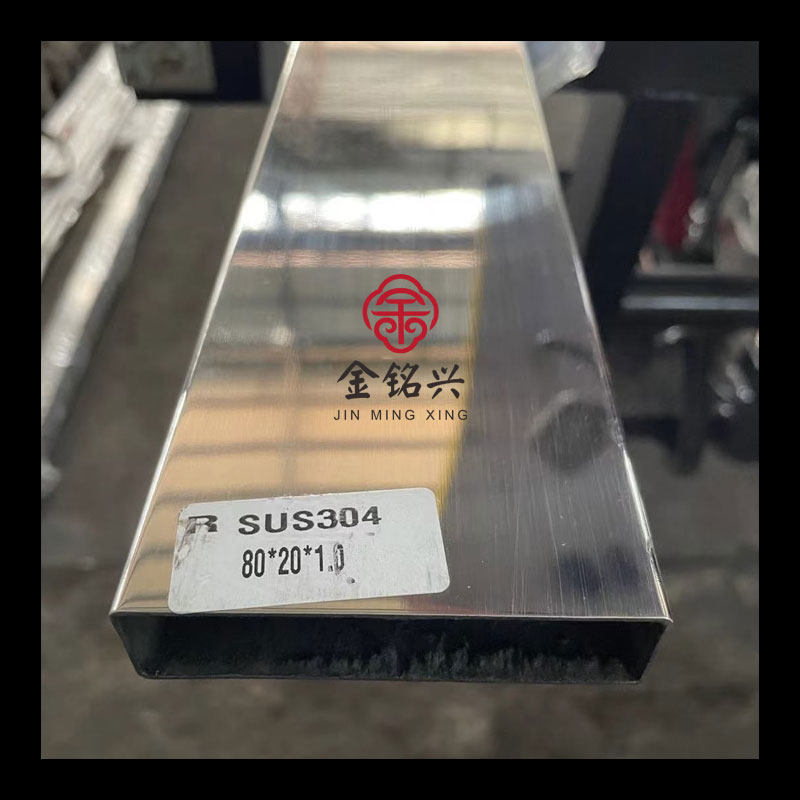 金铭兴
JIN MING XING
R SUS304
80*20*1.0